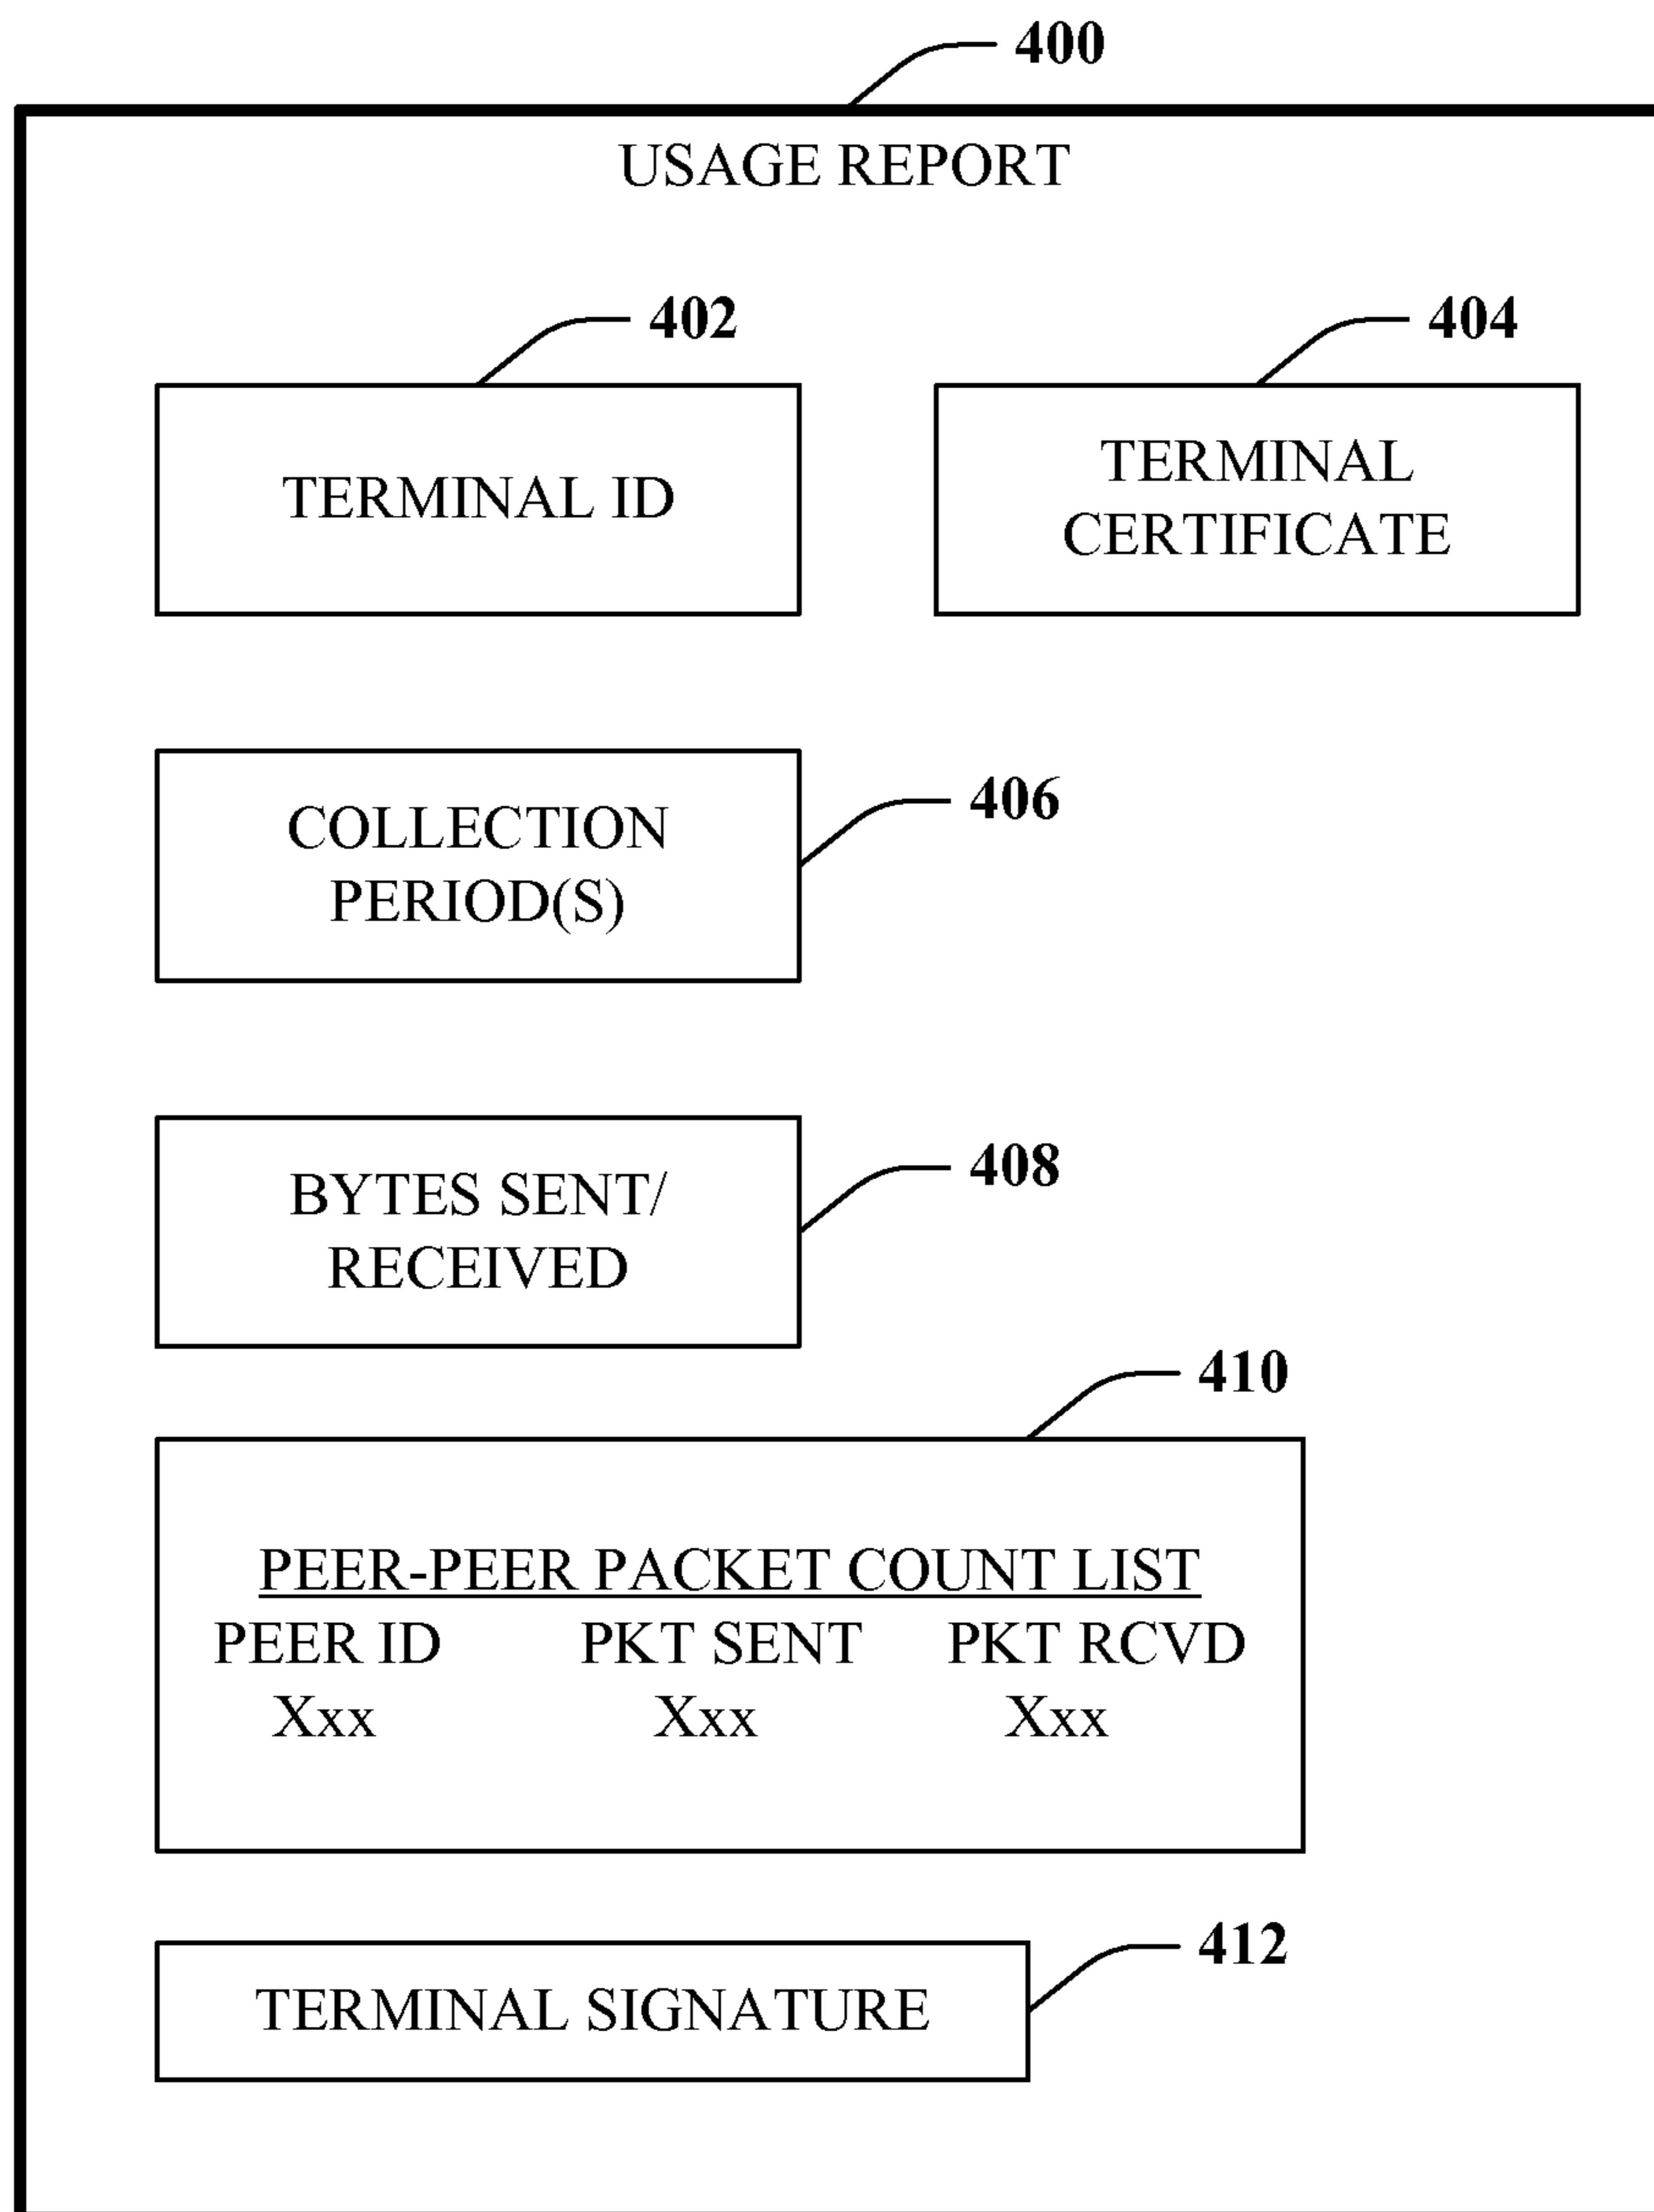 400
USAGE REPORT
402
404
TERMINAL ID
TERMINAL
CERTIFICATE
406
COLLECTION
PERIOD(S)
408
BYTES SENT/
RECEIVED
410
PEER-PEER PACKET COUNT LIST
PEER ID PKT SENT PKT RCVD
Xxx Xxx Xxx
412
TERMINAL SIGNATURE